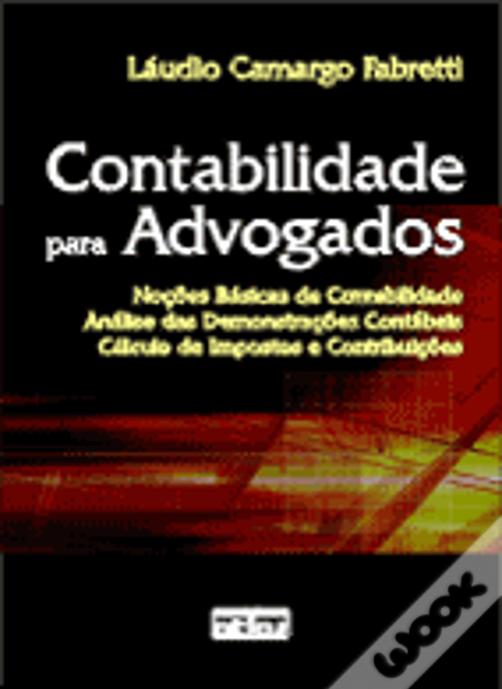 Láudio Camargo Fabretti
Contabilidade
para Advogados
Noções Básicas de Contabilidade
Análise das Demonstrações Contábeis
Cálculo de Impostos e Contribuições
WOOK